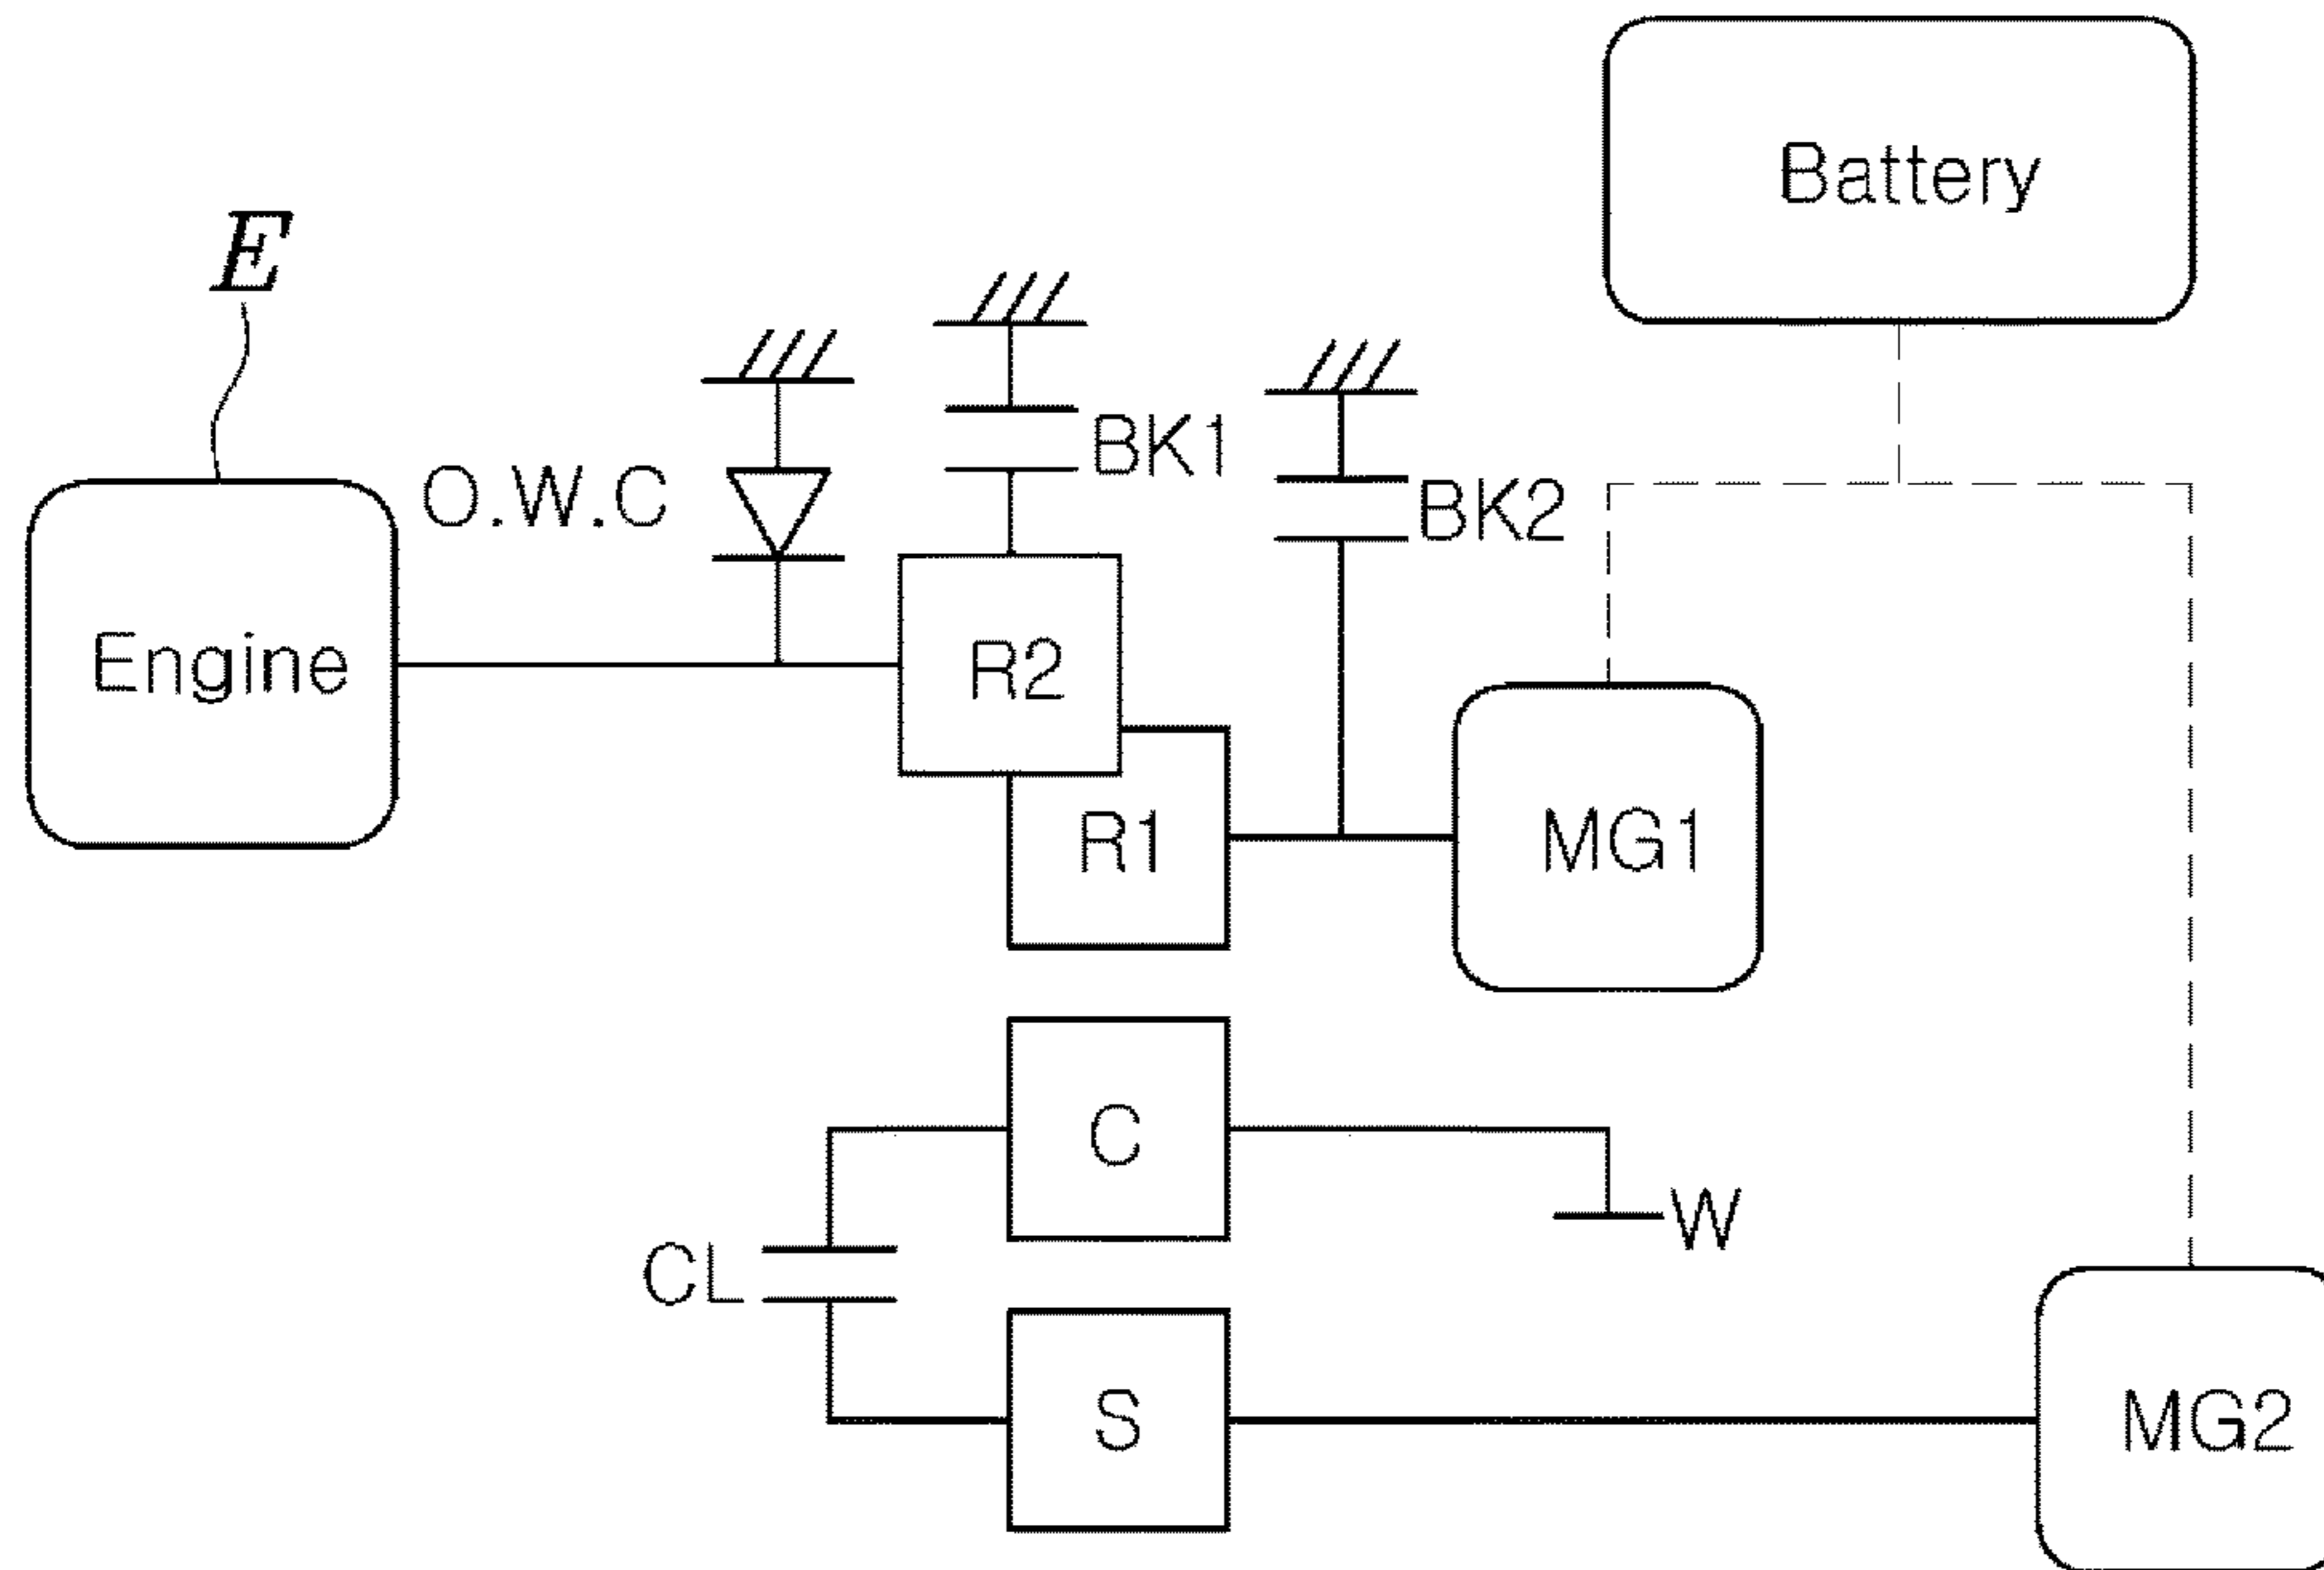 Battery
E
BK1
O.W.C
BK2
Engine
R2
R1
MG1
C
W
CL
S
MG2